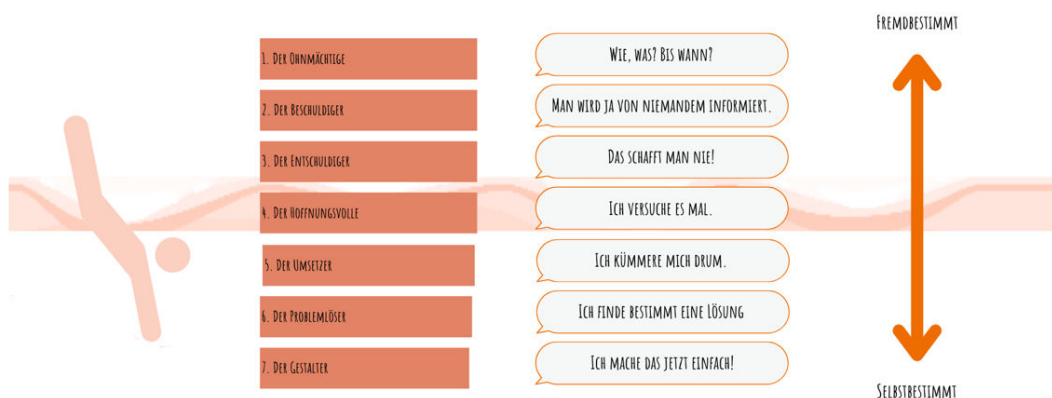 FREMDBESTIMMT
1. DER OHNMÄCHTIGE
WIE, WAS? BIS WANN?
2. DER BESCHULDIGER
MAN WIRD JA VON NIEMANDEM INFORMIERT.
3. DER ENTSCHULDIGER
DAS SCHAFFT MAN NIE!
4. DER HOFFNUNGSVOLLE
ICH VERSUCHE ES MAL.
5. DER UMSETZER
ICH KÜMMERE MICH DRUM.
6. DER PROBLEMLÖSER
ICH FINDE BESTIMMT EINE LÖSUNG
7. DER GESTALTER
ICH MACHE DAS JETZT EINFACH!
SELBSTBESTIMMT